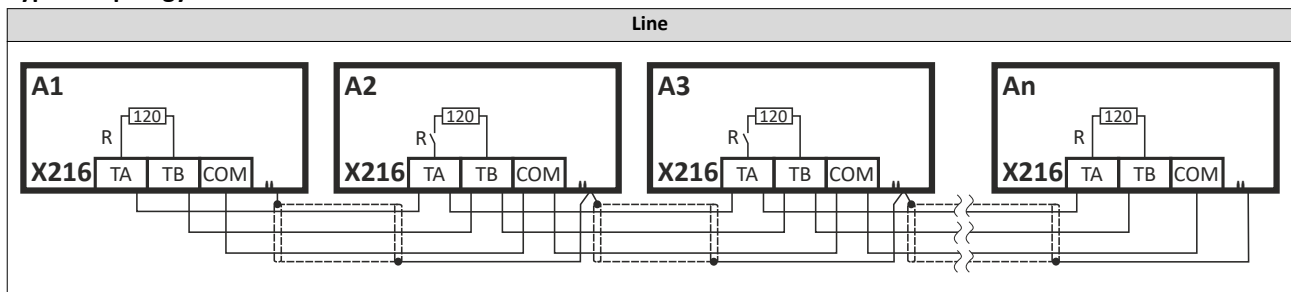 Line
A1 A2 A3 An
120 120 120 120
R R R R
X216 TA TB COM X216 TA TB COM X216 TA TB COM X216 TA TB COM